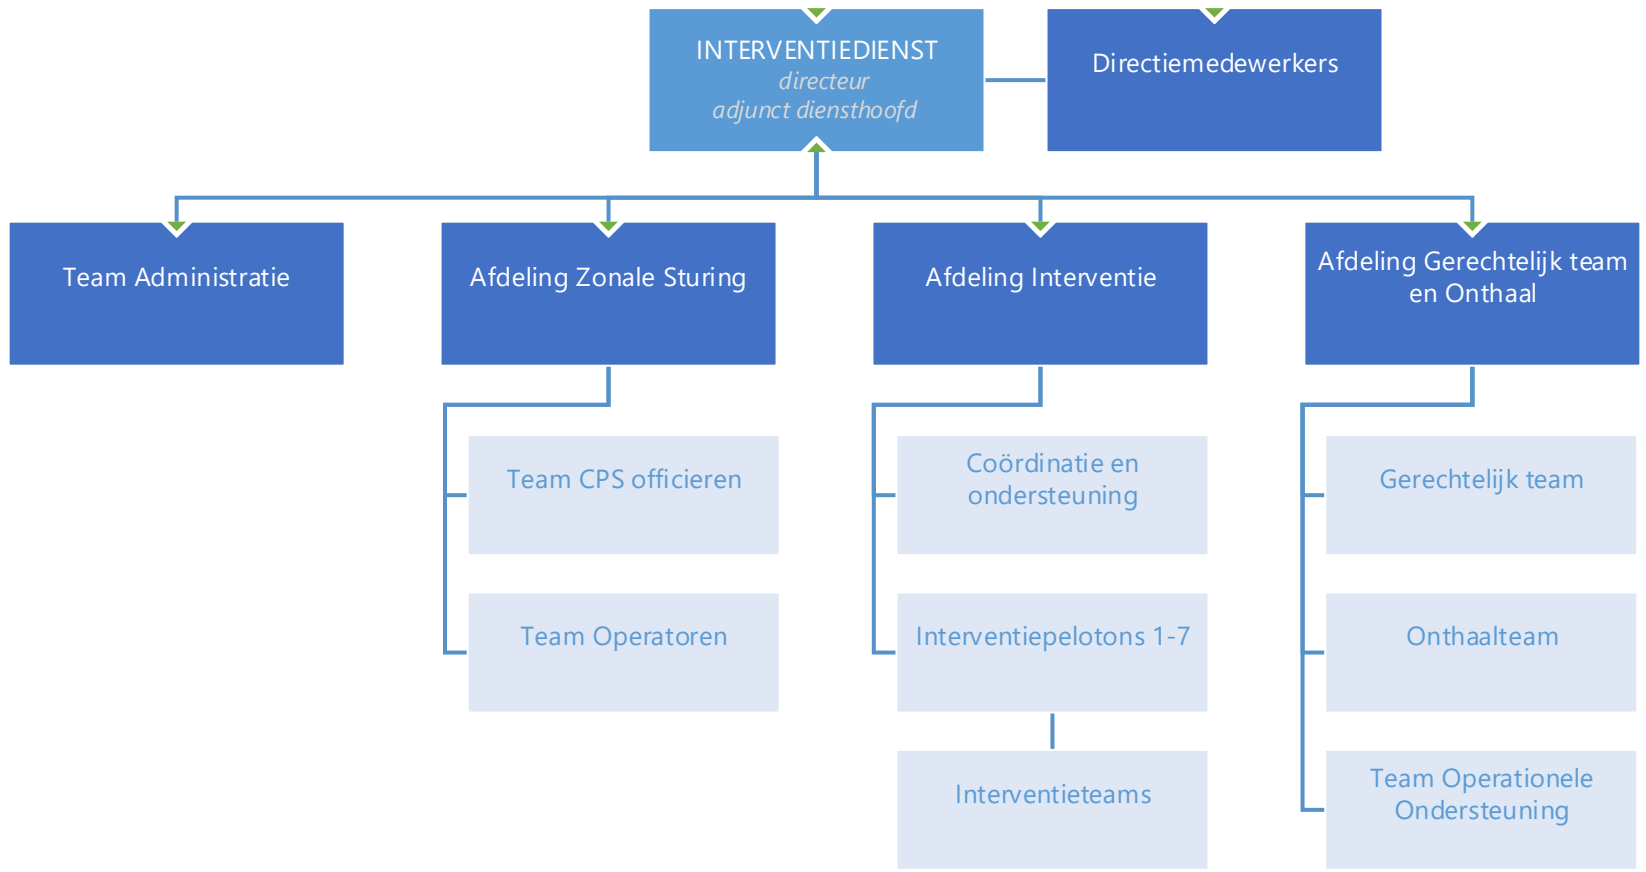 INTERVENTIEDIENST
directeur
adjunct diensthoofd
Directiemedewerkers
Team Administratie
Afdeling Zonale Sturing
Afdeling Interventie
Afdeling Gerechtelijk team
en Onthaal
Team CPS officieren
Coördinatie en
ondersteuning
Gerechtelijk team
Team Operatoren
Interventiepelotons 1-7
Onthaalteam
Interventieteams
Team Operationele
Ondersteuning